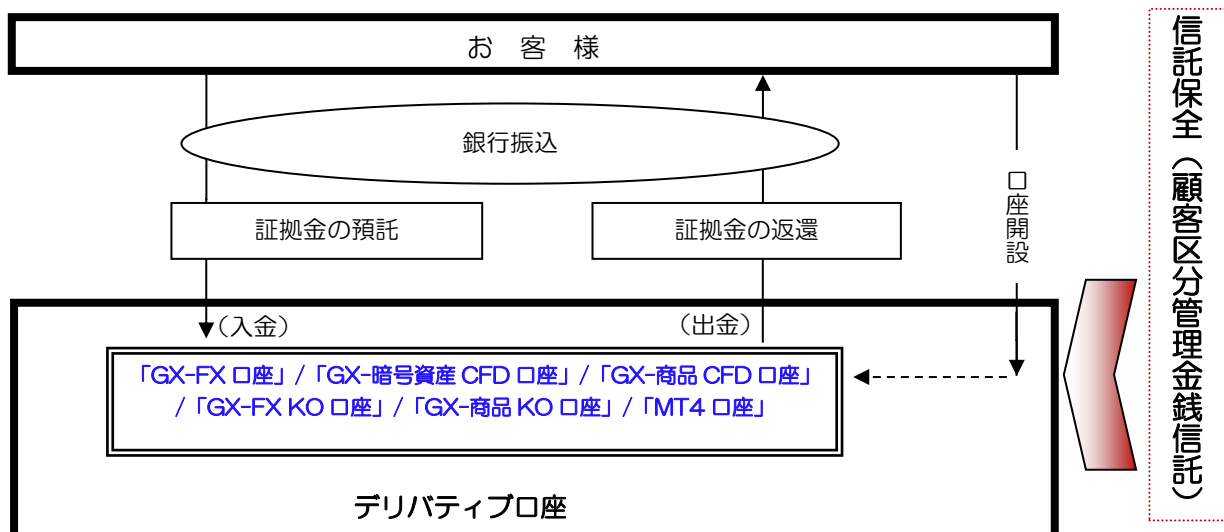 お 客 様
銀行振込
証拠金の預託
証拠金の返還
口座開設
（入金）
（出金）
「GX-FX 口座」/「GX-暗号資産 CFD 口座」/「GX-商品 CFD 口座」
/「GX-FX KO 口座」/「GX-商品 KO 口座」/「MT4 口座」
デリバティブ口座
信託保全（顧客区分管理金銭信託）